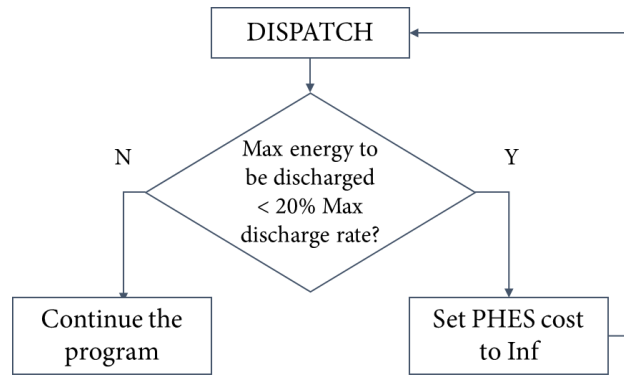 DISPATCH
N
Y
Max energy to
be discharged
< 20% Max
discharge rate?
Continue the
program
Set PHES cost
to Inf